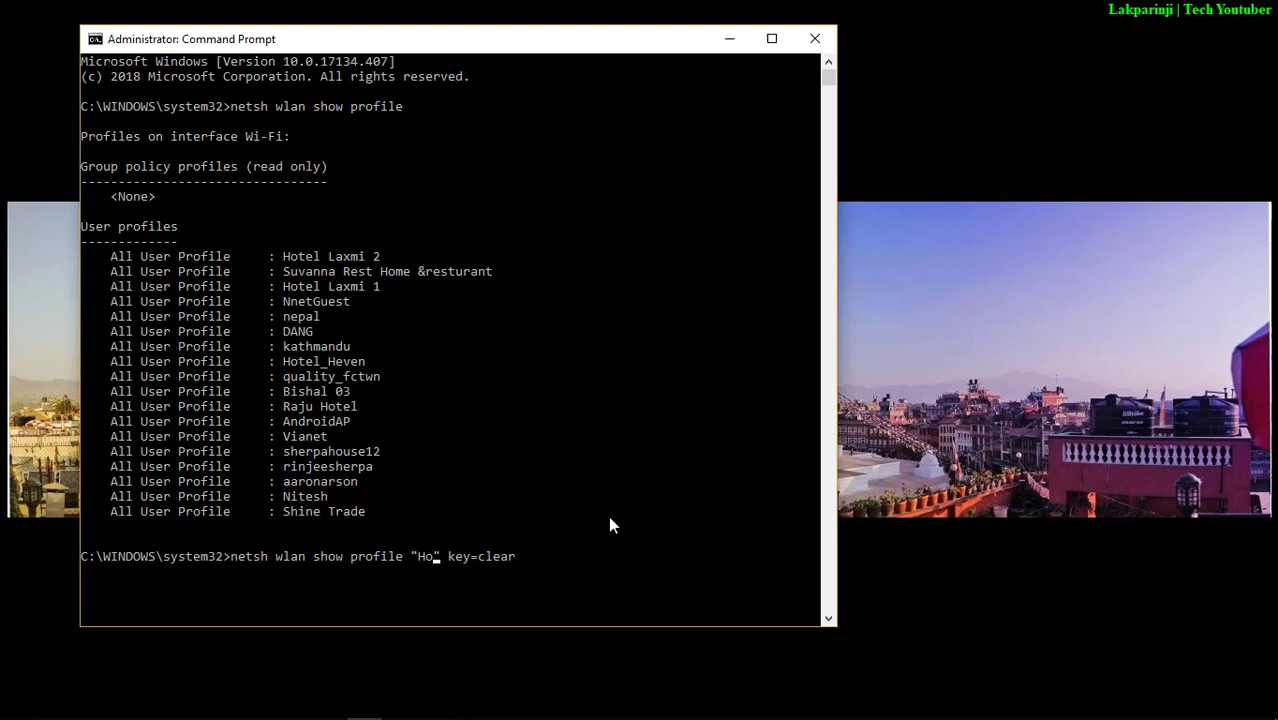 Lakparinji | Tech Youtuber
Administrator: Command Prompt
Microsoft Windows [Version 10.0.17134.407]
(c) 2018 Microsoft Corporation. All rights reserved.
C:\WINDOWS\system32>netsh wlan show profile
Profiles on interface Wi-Fi:
Group policy profiles (read only)
---------------------------------
<None>
User profiles
-------------
All User Profile     : Hotel Laxmi 2
All User Profile     : Suvanna Rest Home &resturant
All User Profile     : Hotel Laxmi 1
All User Profile     : NnetGuest
All User Profile     : nepal
All User Profile     : DANG
All User Profile     : kathmandu
All User Profile     : Hotel_Heven
All User Profile     : quality_fctwn
All User Profile     : Bishal 03
All User Profile     : Raju Hotel
All User Profile     : AndroidAP
All User Profile     : Vianet
All User Profile     : sherpahouse12
All User Profile     : rinjeesherpa
All User Profile     : aaronarson
All User Profile     : Nitesh
All User Profile     : Shine Trade
C:\WINDOWS\system32>netsh wlan show profile "Ho" key=clear